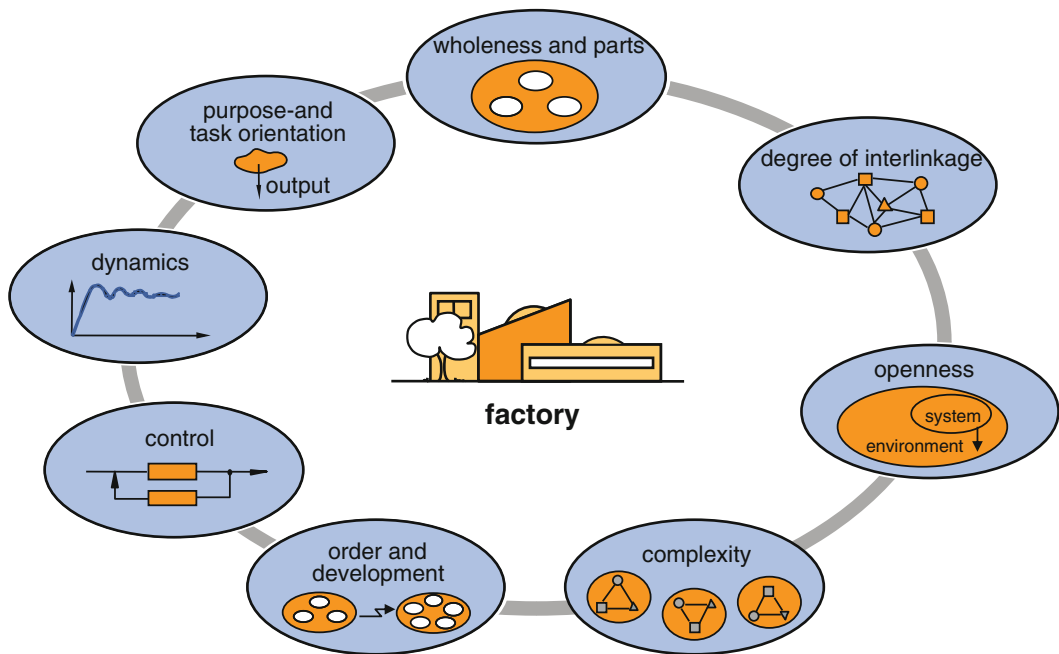 wholeness and parts
purpose-and
task orientation
output
degree of interlinkage
dynamics
openness
system
environment
factory
control
order and
development
complexity